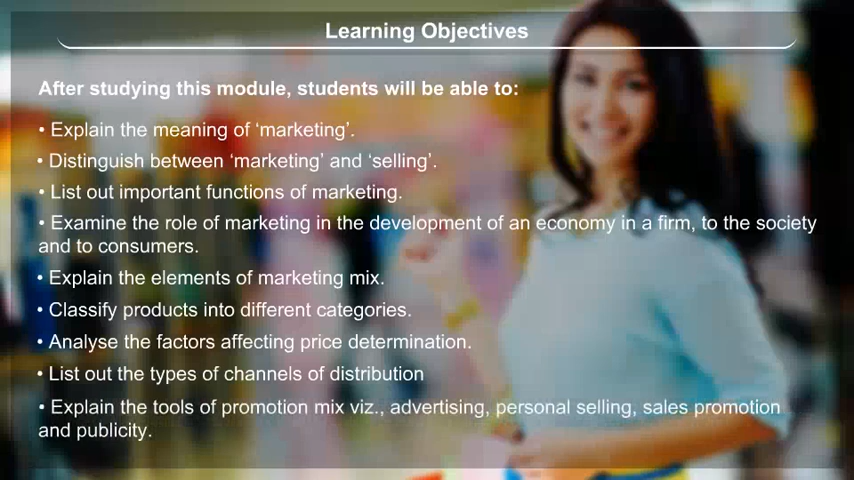 Learning Objectives
After studying this module, students will be able to:
• Explain the meaning of ‘marketing’.
• Distinguish between ‘marketing’ and ‘selling’.
• List out important functions of marketing.
• Examine the role of marketing in the development of an economy in a firm, to the society
and to consumers.
• Explain the elements of marketing mix.
• Classify products into different categories.
• Analyse the factors affecting price determination.
• List out the types of channels of distribution
• Explain the tools of promotion mix viz., advertising, personal selling, sales promotion
and publicity.